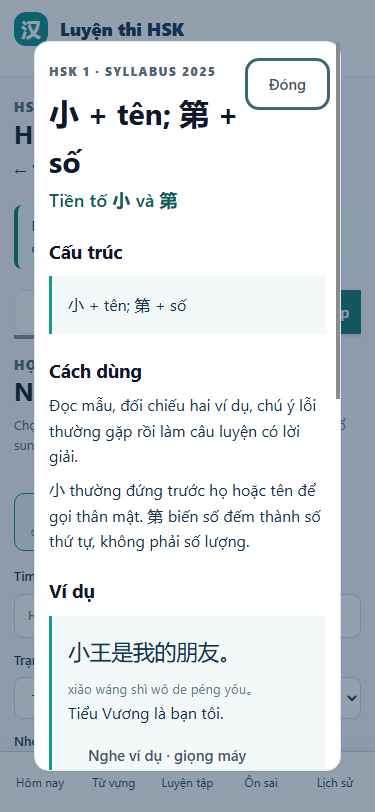 汉 Luyện thi HSK
HSK 1 · SYLLABUS 2025
Đóng
小 + tên; 第 +
số
Tiền tố 小 và 第
Cấu trúc
小 + tên; 第 + số
Cách dùng
Đọc mẫu, đối chiếu hai ví dụ, chú ý lỗi
thường gặp rồi làm câu luyện có lời
giải.
小 thường đứng trước họ hoặc tên để
gọi thân mật. 第 biến số đếm thành số
thứ tự, không phải số lượng.
Ví dụ
小王是我的朋友。
xiǎo wáng shì wǒ de péng yǒu。
Tiểu Vương là bạn tôi.
Nghe ví dụ · giọng máy
Hôm nay Từ vựng Luyện tập Ôn sai Lịch sử